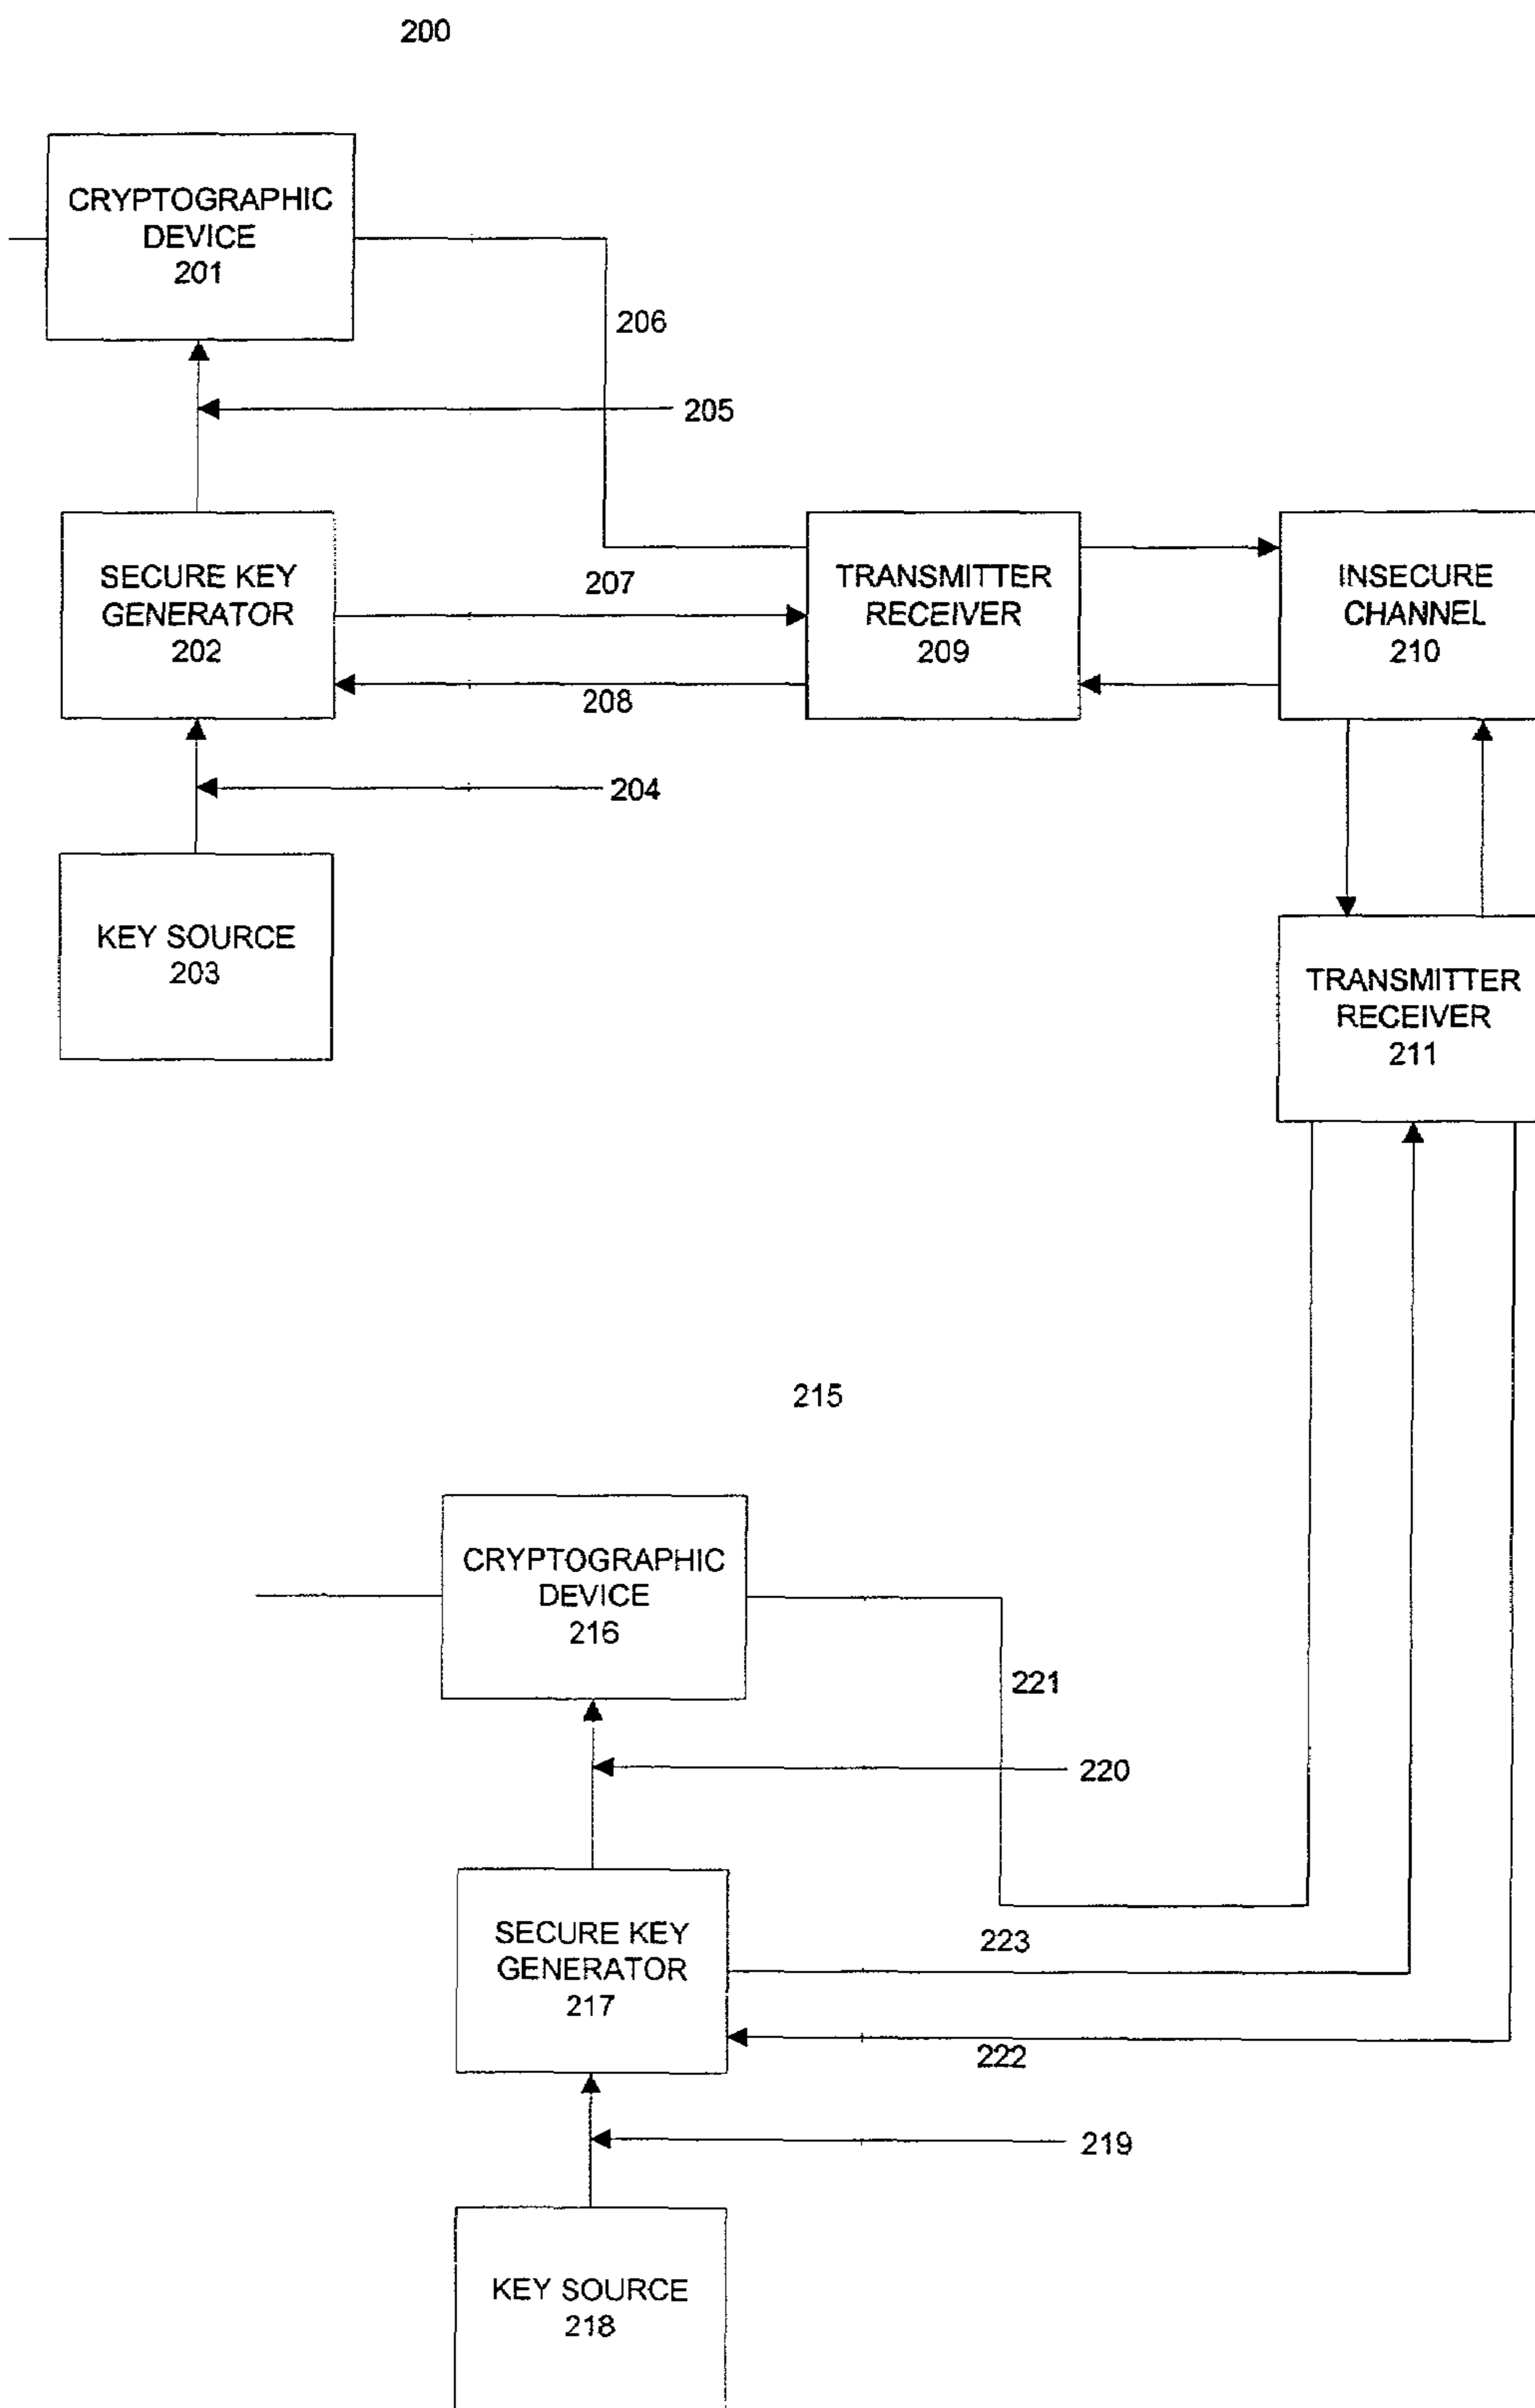 200
CRYPTOGRAPHIC
DEVICE
201
206
205
SECURE KEY
GENERATOR
202
207
208
TRANSMITTER
RECEIVER
209
INSECURE
CHANNEL
210
204
KEY SOURCE
203
TRANSMITTER
RECEIVER
211
215
CRYPTOGRAPHIC
DEVICE
216
221
220
SECURE KEY
GENERATOR
217
223
222
219
KEY SOURCE
218